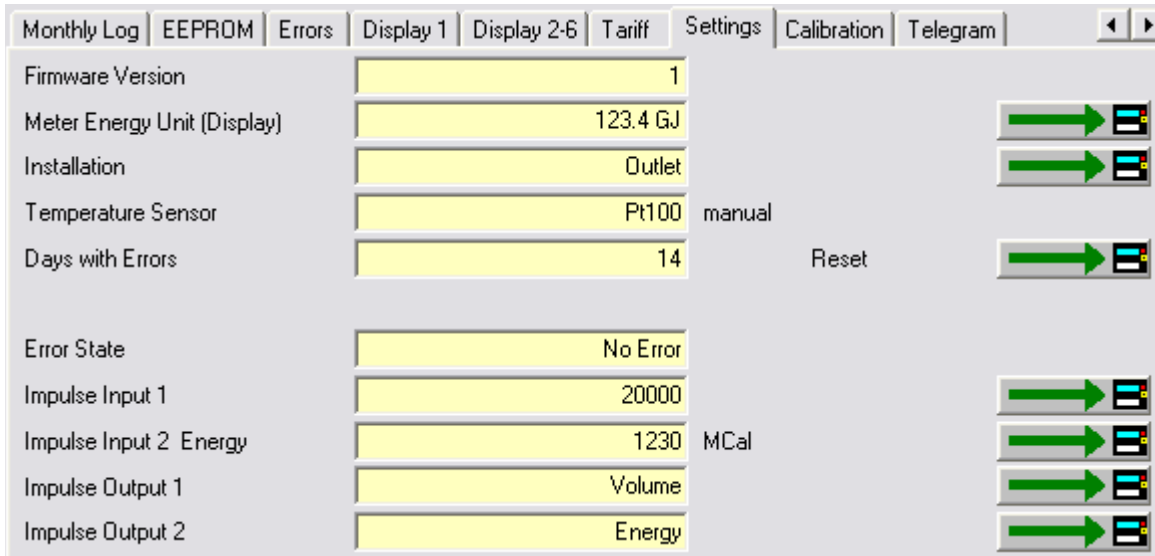 Monthly Log EEPROM Errors Display 1 Display 2-6 Tariff Settings Calibration Telegram
Firmware Version 1
Meter Energy Unit (Display) 123.4 GJ
Installation Outlet
Temperature Sensor Pt100 manual
Days with Errors 14 Reset
Error State No Error
Impulse Input 1 20000
Impulse Input 2 Energy 1230 MCal
Impulse Output 1 Volume
Impulse Output 2 Energy